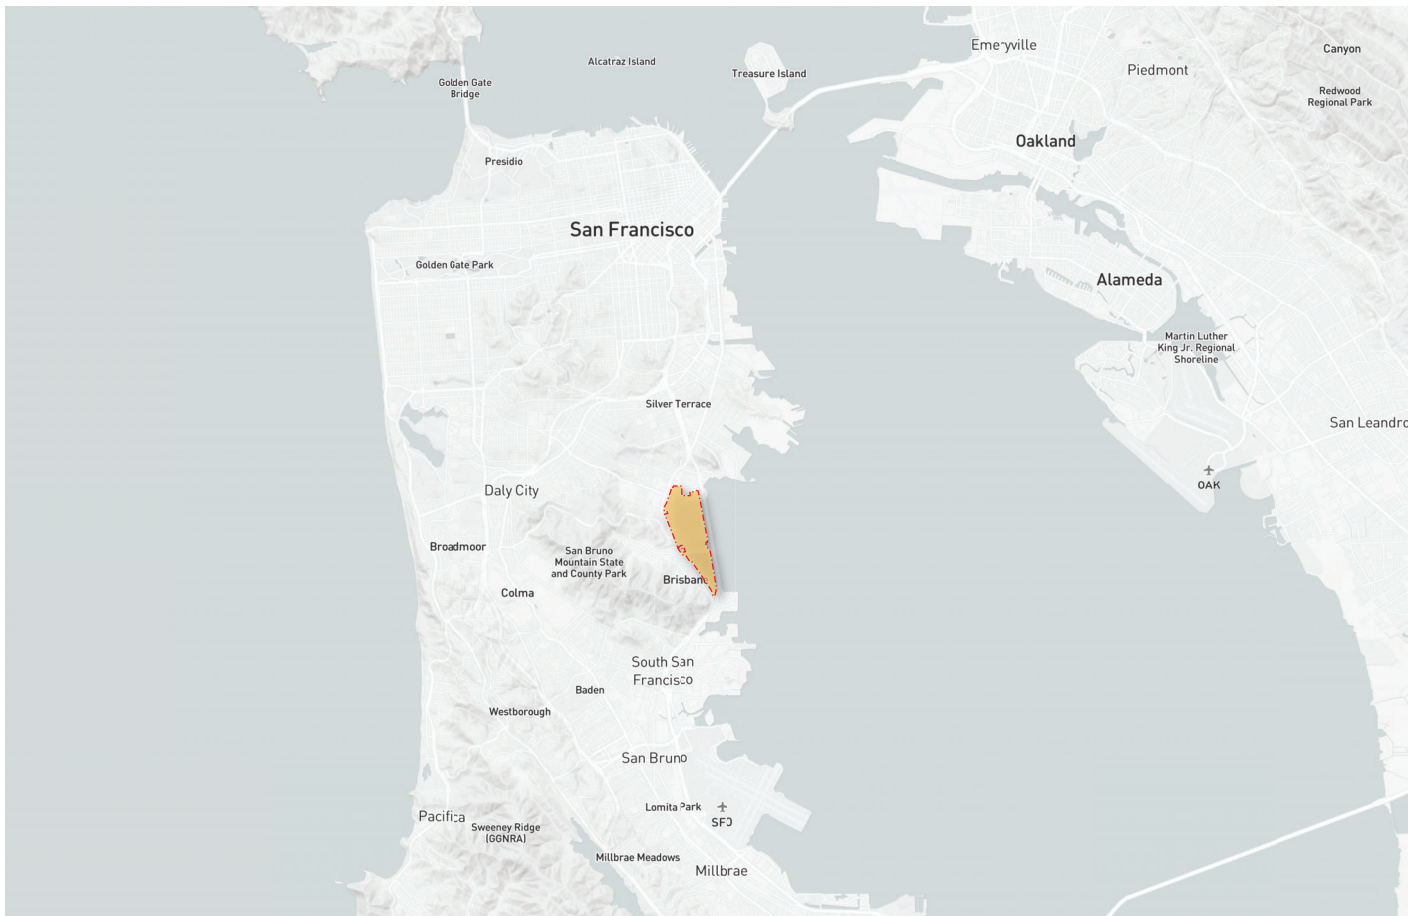 Emeryville
Canyon
Alcatraz Island
Treasure Island
Piedmont
Golden Gate
Bridge
Redwood
Regional Park
Oakland
Presidio
San Francisco
Golden Gate Park
Alameda
Martin Luther
King Jr. Regional
Shoreline
Silver Terrace
San Leandro
OAK
Daly City
Broadmoor
San Bruno
Mountain State
and County Park
Brisbane
Colma
South San
Francisco
Baden
Westborough
San Bruno
Lomita Park
SFO
Pacifica
Sweeney Ridge
(GGNRA)
Millbrae Meadows
Millbrae